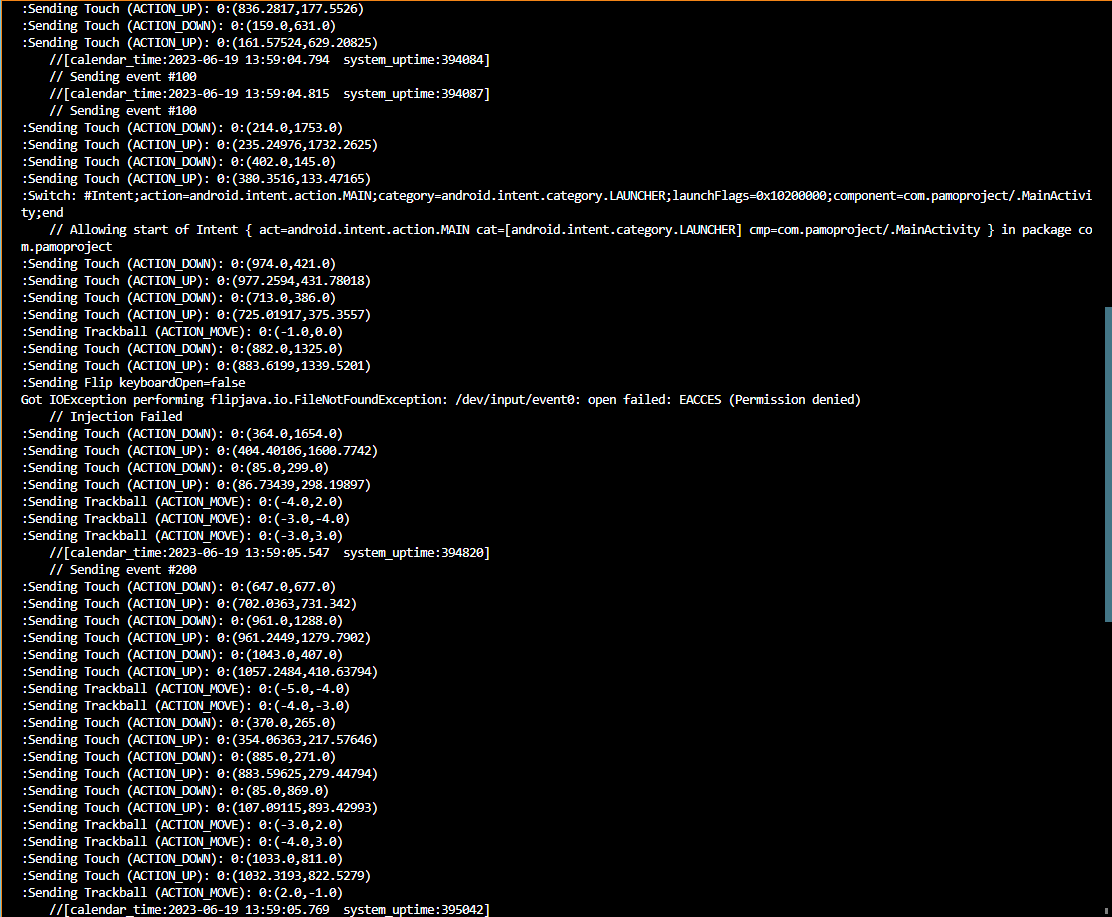 :Sending Touch (ACTION_UP): 0:(836.2817,177.5526)
:Sending Touch (ACTION_DOWN): 0:(159.0,631.0)
:Sending Touch (ACTION_UP): 0:(161.57524,629.20825)
    //[calendar_time:2023-06-19 13:59:04.794  system_uptime:394084]
    // Sending event #100
    //[calendar_time:2023-06-19 13:59:04.815  system_uptime:394087]
    // Sending event #100
:Sending Touch (ACTION_DOWN): 0:(214.0,1753.0)
:Sending Touch (ACTION_UP): 0:(235.24976,1732.2625)
:Sending Touch (ACTION_DOWN): 0:(402.0,145.0)
:Sending Touch (ACTION_UP): 0:(380.3516,133.47165)
:Switch: #Intent;action=android.intent.action.MAIN;category=android.intent.category.LAUNCHER;launchFlags=0x10200000;component=com.pamoproject/.MainActivi
ty;end
    // Allowing start of Intent { act=android.intent.action.MAIN cat=[android.intent.category.LAUNCHER] cmp=com.pamoproject/.MainActivity } in package co
m.pamoproject
:Sending Touch (ACTION_DOWN): 0:(974.0,421.0)
:Sending Touch (ACTION_UP): 0:(977.2594,431.78018)
:Sending Touch (ACTION_DOWN): 0:(713.0,386.0)
:Sending Touch (ACTION_UP): 0:(725.01917,375.3557)
:Sending Trackball (ACTION_MOVE): 0:(-1.0,0.0)
:Sending Touch (ACTION_DOWN): 0:(882.0,1325.0)
:Sending Touch (ACTION_UP): 0:(883.6199,1339.5201)
:Sending Flip keyboardOpen=false
Got IOException performing flipjava.io.FileNotFoundException: /dev/input/event0: open failed: EACCES (Permission denied)
    // Injection Failed
:Sending Touch (ACTION_DOWN): 0:(364.0,1654.0)
:Sending Touch (ACTION_UP): 0:(404.40106,1600.7742)
:Sending Touch (ACTION_DOWN): 0:(85.0,299.0)
:Sending Touch (ACTION_UP): 0:(86.73439,298.19897)
:Sending Trackball (ACTION_MOVE): 0:(-4.0,2.0)
:Sending Trackball (ACTION_MOVE): 0:(-3.0,-4.0)
:Sending Trackball (ACTION_MOVE): 0:(-3.0,3.0)
    //[calendar_time:2023-06-19 13:59:05.547  system_uptime:394820]
    // Sending event #200
:Sending Touch (ACTION_DOWN): 0:(647.0,677.0)
:Sending Touch (ACTION_UP): 0:(702.0363,731.342)
:Sending Touch (ACTION_DOWN): 0:(961.0,1288.0)
:Sending Touch (ACTION_UP): 0:(961.2449,1279.7902)
:Sending Touch (ACTION_DOWN): 0:(1043.0,407.0)
:Sending Touch (ACTION_UP): 0:(1057.2484,410.63794)
:Sending Trackball (ACTION_MOVE): 0:(-5.0,-4.0)
:Sending Trackball (ACTION_MOVE): 0:(-4.0,-3.0)
:Sending Touch (ACTION_DOWN): 0:(370.0,265.0)
:Sending Touch (ACTION_UP): 0:(354.06363,217.57646)
:Sending Touch (ACTION_DOWN): 0:(885.0,271.0)
:Sending Touch (ACTION_UP): 0:(883.59625,279.44794)
:Sending Touch (ACTION_DOWN): 0:(85.0,869.0)
:Sending Touch (ACTION_UP): 0:(107.09115,893.42993)
:Sending Trackball (ACTION_MOVE): 0:(-3.0,2.0)
:Sending Trackball (ACTION_MOVE): 0:(-4.0,3.0)
:Sending Touch (ACTION_DOWN): 0:(1033.0,811.0)
:Sending Touch (ACTION_UP): 0:(1032.3193,822.5279)
:Sending Trackball (ACTION_MOVE): 0:(2.0,-1.0)
    //[calendar_time:2023-06-19 13:59:05.769  system_uptime:395042]